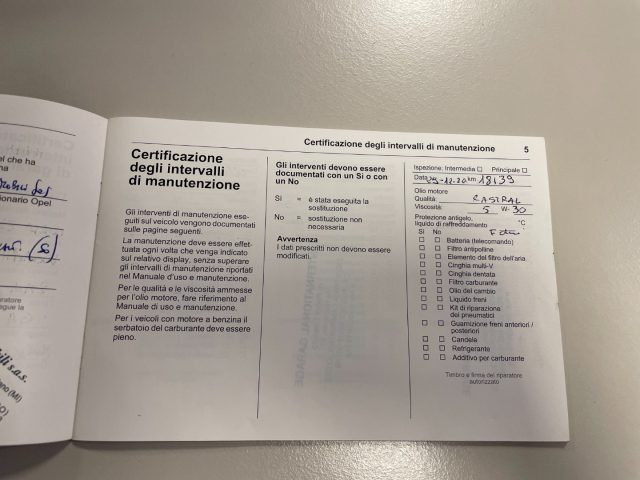 el che ha
na
zionario Opel
(s)
paratore
segue la
s.a.s.
(MI)
Certificazione degli intervalli di manutenzione 5
Certificazione
degli intervalli
di manutenzione
Gli interventi di manutenzione ese-
guiti sul veicolo vengono documentati
sulle pagine seguenti.
La manutenzione deve essere effet-
tuata ogni volta che venga indicato
sul relativo display, senza superare
gli intervalli di manutenzione riportati
nel Manuale d'uso e manutenzione.
Per le qualità e le viscosità ammesse
per l'olio motore, fare riferimento al
Manuale di uso e manutenzione.
Per i veicoli con motore a benzina il
serbatoio del carburante deve essere
pieno.
Gli interventi devono essere
documentati con un Sì o con
un No
Sì = è stata eseguita la
sostituzione
No = sostituzione non
necessaria
Avvertenza
I dati prescritti non devono essere
modificati.
Ispezione: Intermedia ☐ Principale ☐
Data -12-20 km 18139
Olio motore
Qualità:
Viscosità: 5 W 30
Protezione antigelo,
liquido di raffreddamento °C
Sì No
☐ ☐ Batteria (telecomando)
☐ ☐ Filtro antipolline
☐ ☐ Elemento del filtro dell'aria
☐ ☐ Cinghia multi-V
☐ ☐ Cinghia dentata
☐ ☐ Filtro carburante
☐ ☐ Olio del cambio
☐ ☐ Liquido freni
☐ ☐ Kit di riparazione
dei pneumatici
☐ ☐ Guarnizione freni anteriori /
posteriori
☐ ☐ Candele
☐ ☐ Refrigerante
☐ ☐ Additivo per carburante
Timbro e firma del riparatore
autorizzato